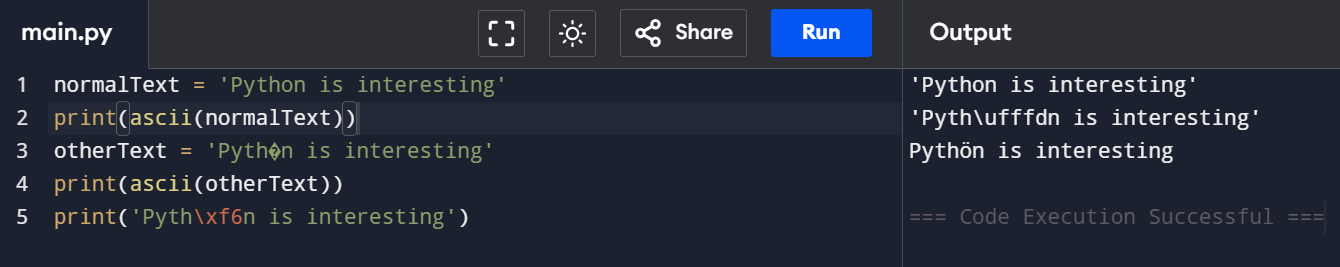 main.py
Share
Run
Output
1 normalText = 'Python is interesting'
2 print(ascii(normalText))
3 otherText = 'Pyth�n is interesting'
4 print(ascii(otherText))
5 print('Pyth\xf6n is interesting')
'Python is interesting'
'Pyth\ufffdn is interesting'
Pythön is interesting
=== Code Execution Successful ===